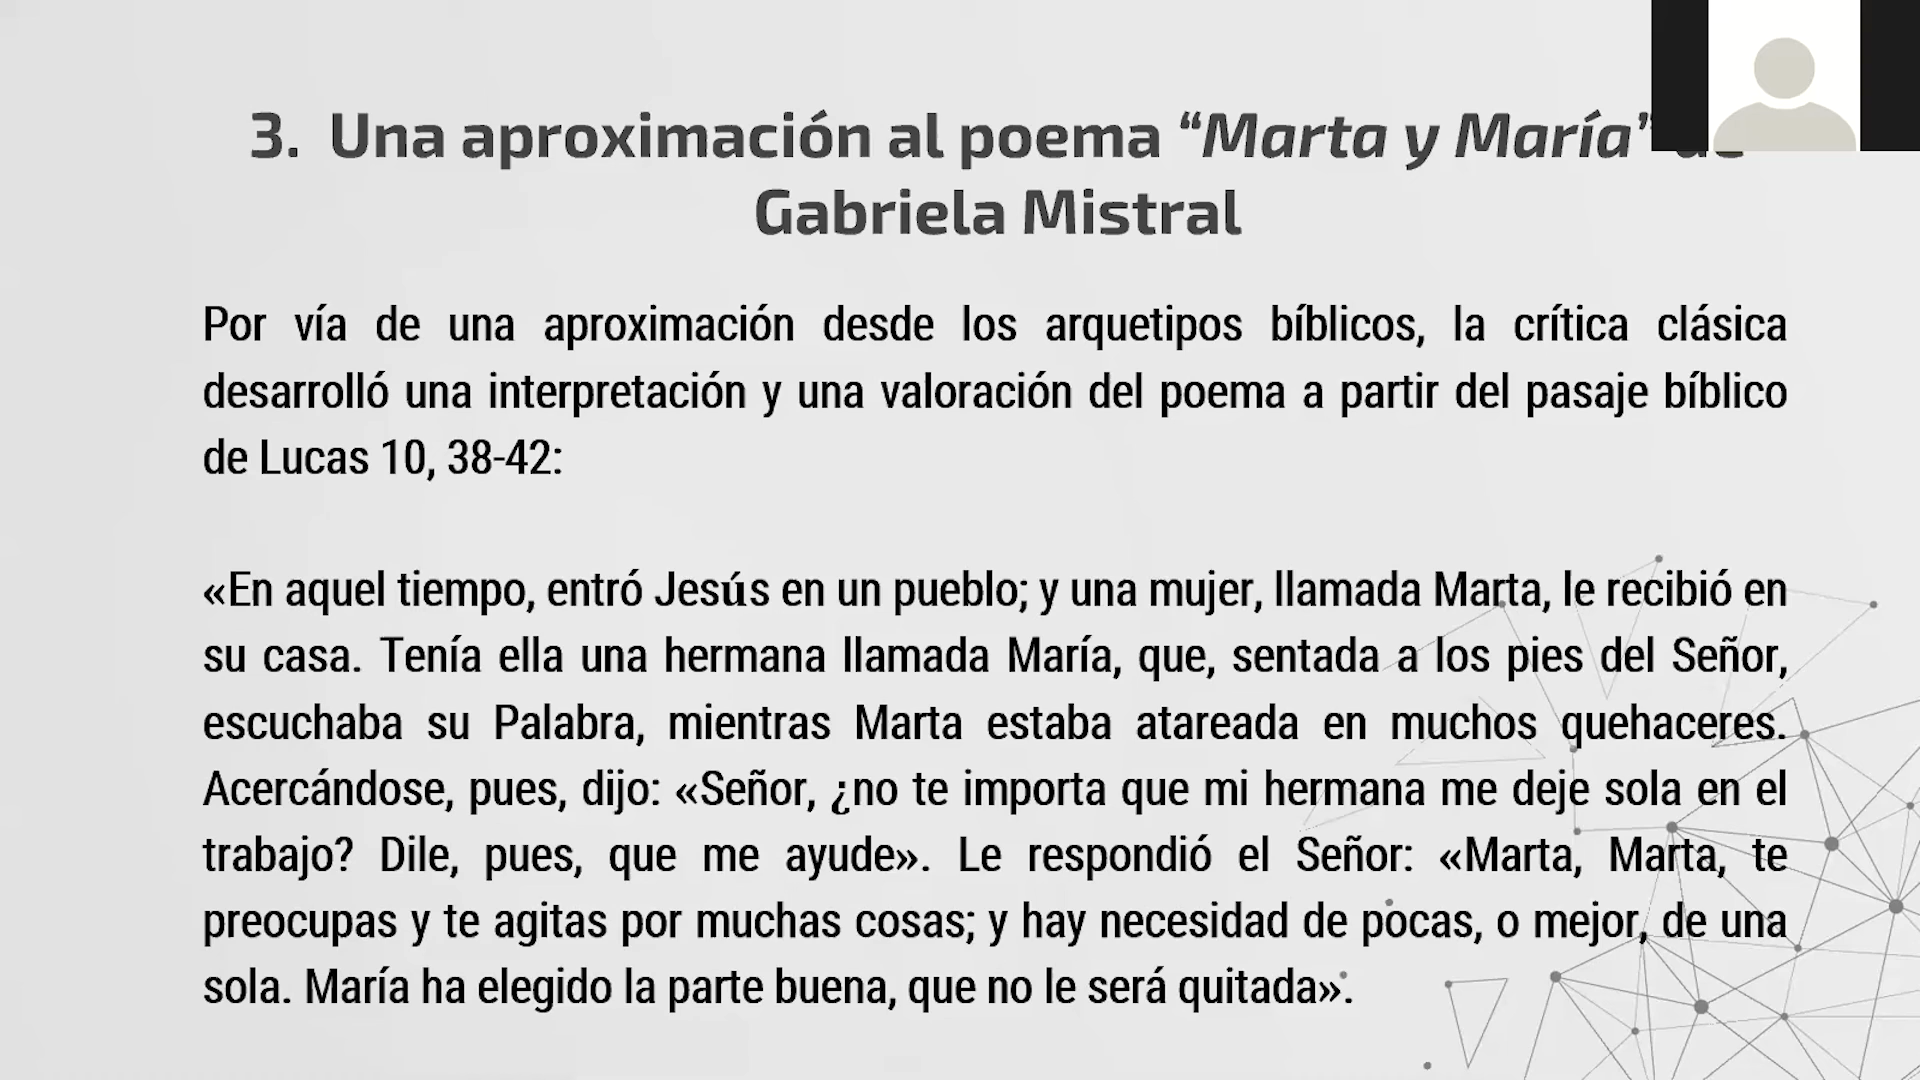 3. Una aproximación al poema “Marta y María”
Gabriela Mistral
Por vía de una aproximación desde los arquetipos bíblicos, la crítica clásica
desarrolló una interpretación y una valoración del poema a partir del pasaje bíblico
de Lucas 10, 38-42:
«En aquel tiempo, entró Jesús en un pueblo; y una mujer, llamada Marta, le recibió en
su casa. Tenía ella una hermana llamada María, que, sentada a los pies del Señor,
escuchaba su Palabra, mientras Marta estaba atareada en muchos quehaceres.
Acercándose, pues, dijo: «Señor, ¿no te importa que mi hermana me deje sola en el
trabajo? Dile, pues, que me ayude». Le respondió el Señor: «Marta, Marta, te
preocupas y te agitas por muchas cosas; y hay necesidad de pocas, o mejor, de una
sola. María ha elegido la parte buena, que no le será quitada».